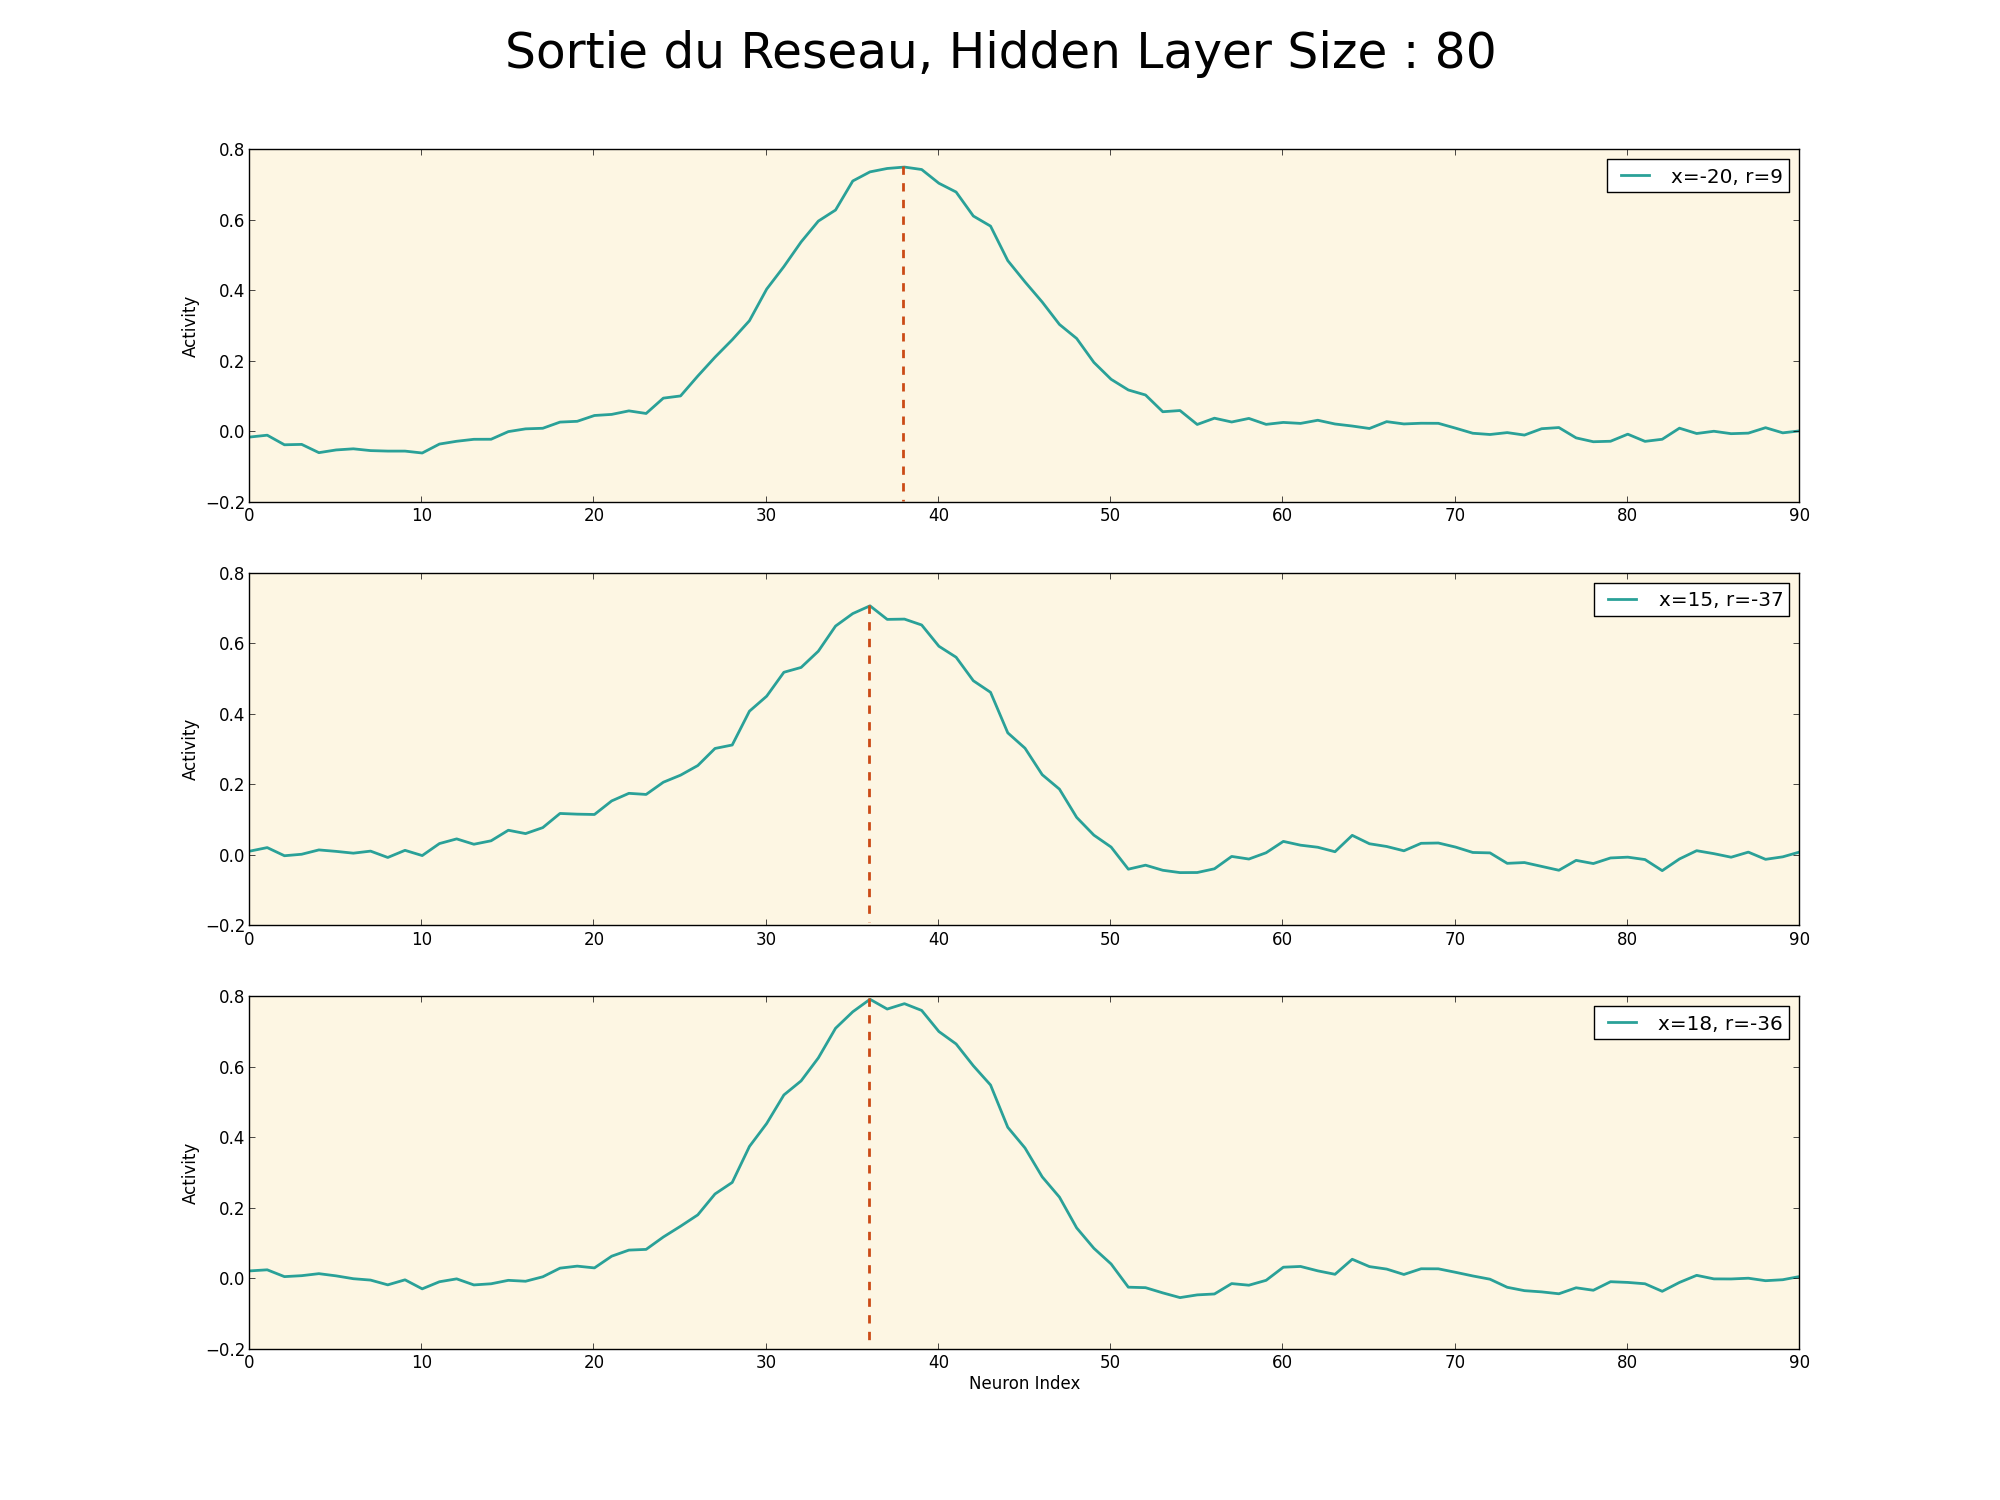 Sortie du Reseau, Hidden Layer Size : 80
0.8
0.6
0.4
0.2
0.0
−0.2
Activity
x=-20, r=9
0 10 20 30 40 50 60 70 80 90
0.8
0.6
0.4
0.2
0.0
−0.2
Activity
x=15, r=-37
0 10 20 30 40 50 60 70 80 90
0.8
0.6
0.4
0.2
0.0
−0.2
Activity
x=18, r=-36
0 10 20 30 40 50 60 70 80 90
Neuron Index